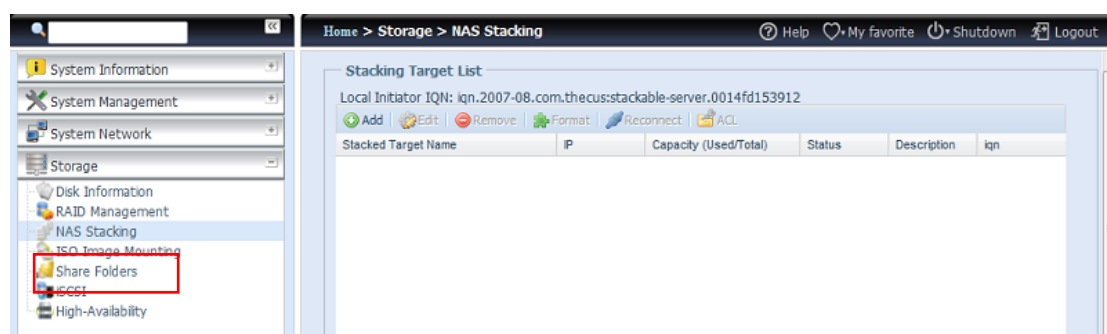 Home > Storage > NAS Stacking
Help My favorite Shutdown Logout
System Information
System Management
System Network
Storage
Disk Information
RAID Management
NAS Stacking
ISO Image Mounting
Share Folders
iSCSI
High-Availability
Stacking Target List
Local Initiator IQN: iqn.2007-08.com.thecus:stackable-server.0014fd153912
Add Edit Remove Format Reconnect ACL
Stacked Target Name IP Capacity (Used/Total) Status Description iqn